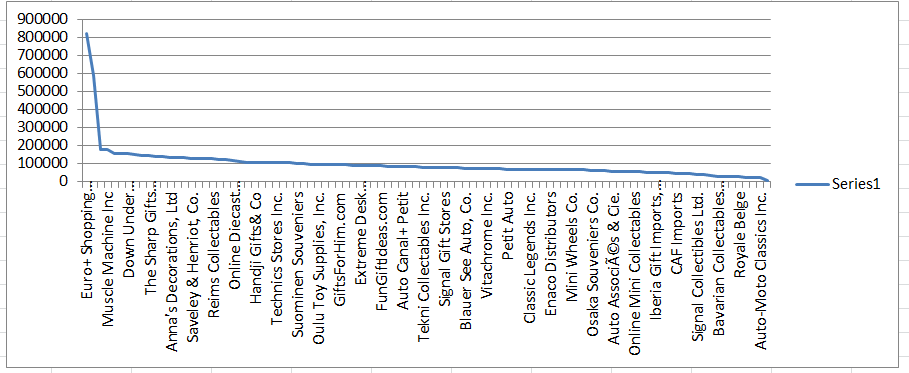 900000
800000
700000
600000
500000
400000
300000
200000
100000
0
Euro+ Shopping...
Muscle Machine Inc
Down Under...
The Sharp Gifts...
Anna's Decorations, Ltd
Saveley & Henriot, Co.
Reims Collectables
Online Diecast...
Handji Gifts& Co
Technics Stores Inc.
Suominen Souveniers
Oulu Toy Supplies, Inc.
GiftsForHim.com
Extreme Desk...
FunGiftIdeas.com
Auto Canal+ Petit
Tekni Collectables Inc.
Signal Gift Stores
Blauer See Auto, Co.
Vitachrome Inc.
Petit Auto
Classic Legends Inc.
Enaco Distributors
Mini Wheels Co.
Osaka Souveniers Co.
Auto AssociÃ©s & Cie.
Online Mini Collectables
Iberia Gift Imports,...
CAF Imports
Signal Collectibles Ltd.
Bavarian Collectables...
Royale Belge
Auto-Moto Classics Inc.
Series1